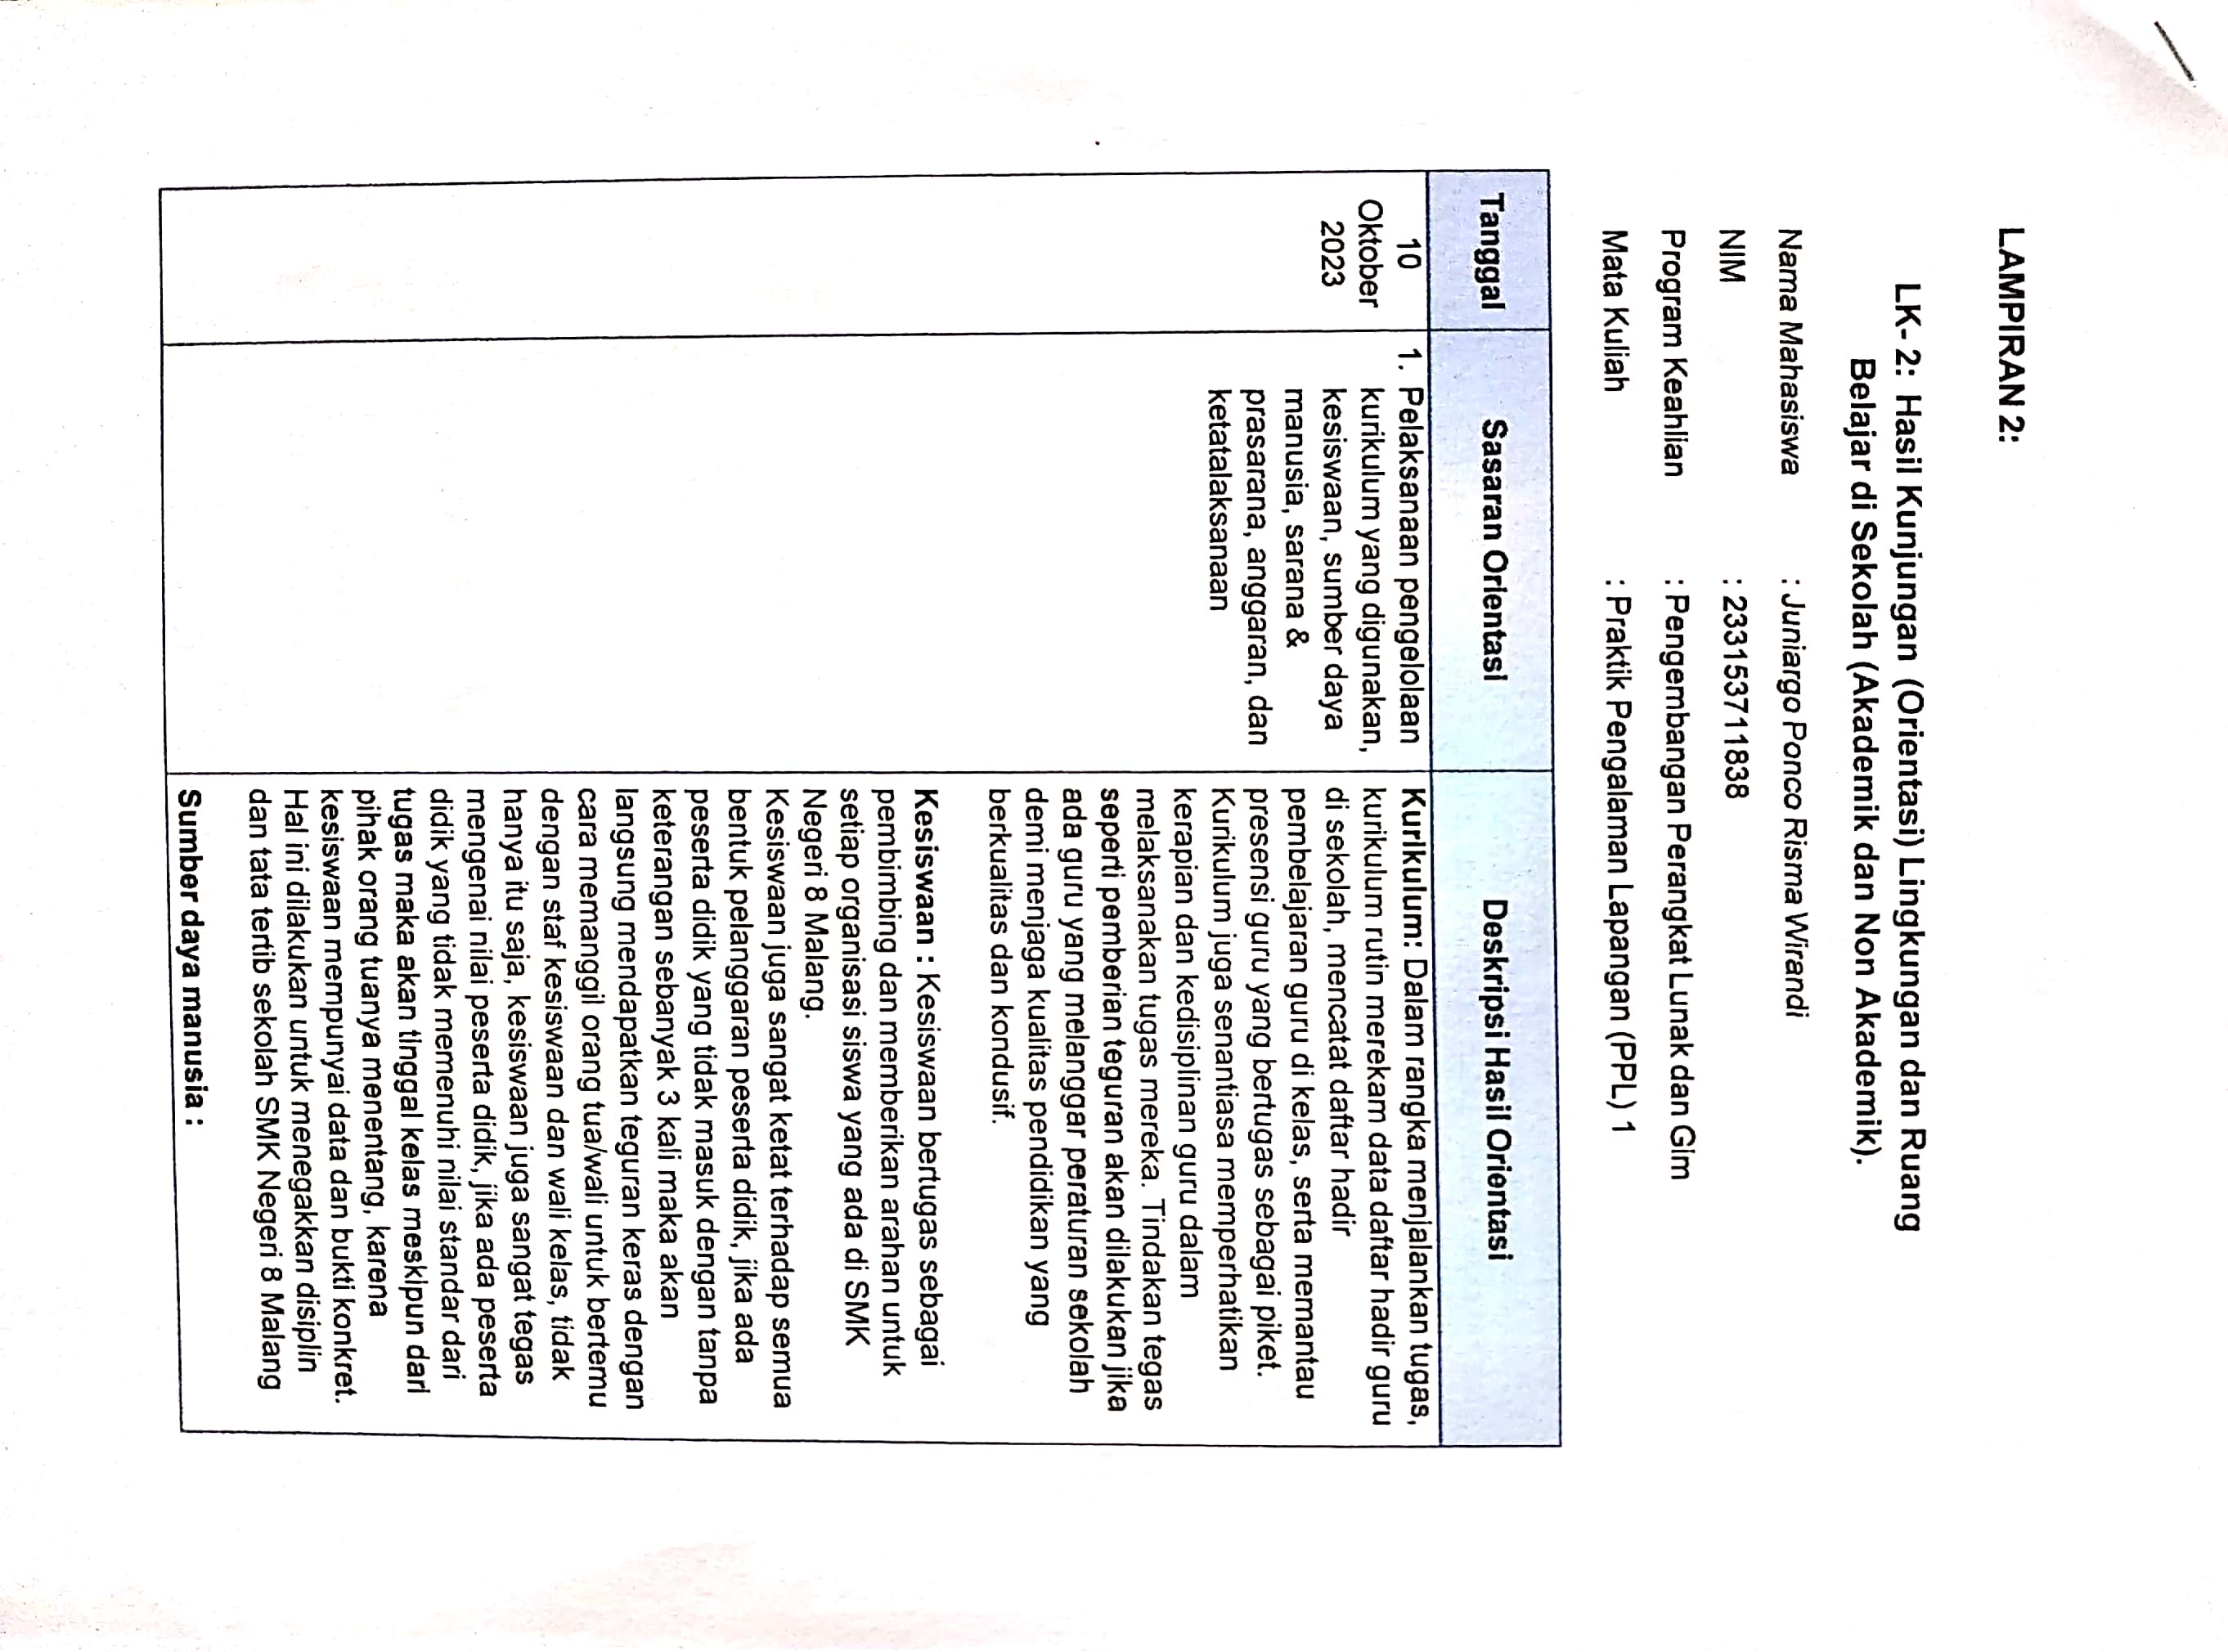 LAMPIRAN 2:
LK- 2: Hasil Kunjungan (Orientasi) Lingkungan dan Ruang
Belajar di Sekolah (Akademik dan Non Akademik).
Nama Mahasiswa : Juniargo Ponco Risma Wirandi
NIM : 233153711838
Program Keahlian : Pengembangan Perangkat Lunak dan Gim
Mata Kuliah : Praktik Pengalaman Lapangan (PPL) 1
Tanggal
Sasaran Orientasi
Deskripsi Hasil Orientasi
10
Oktober
2023
1. Pelaksanaan pengelolaan
kurikulum yang digunakan,
kesiswaan, sumber daya
manusia, sarana &
prasarana, anggaran, dan
ketatalaksanaan
Kurikulum: Dalam rangka menjalankan tugas,
kurikulum rutin merekam data daftar hadir guru
di sekolah, mencatat daftar hadir
pembelajaran guru di kelas, serta memantau
presensi guru yang bertugas sebagai piket.
Kurikulum juga senantiasa memperhatikan
kerapian dan kedisiplinan guru dalam
melaksanakan tugas mereka. Tindakan tegas
seperti pemberian teguran akan dilakukan jika
ada guru yang melanggar peraturan sekolah
demi menjaga kualitas pendidikan yang
berkualitas dan kondusif.
Kesiswaan : Kesiswaan bertugas sebagai
pembimbing dan memberikan arahan untuk
setiap organisasi siswa yang ada di SMK
Negeri 8 Malang.
Kesiswaan juga sangat ketat terhadap semua
bentuk pelanggaran peserta didik, jika ada
peserta didik yang tidak masuk dengan tanpa
keterangan sebanyak 3 kali maka akan
langsung mendapatkan teguran keras dengan
cara memanggil orang tua/wali untuk bertemu
dengan staf kesiswaan dan wali kelas, tidak
hanya itu saja, kesiswaan juga sangat tegas
mengenai nilai peserta didik, jika ada peserta
didik yang tidak memenuhi nilai standar dari
tugas maka akan tinggal kelas meskipun dari
pihak orang tuanya menentang, karena
kesiswaan mempunyai data dan bukti konkret.
Hal ini dilakukan untuk menegakkan disiplin
dan tata tertib sekolah SMK Negeri 8 Malang
Sumber daya manusia :